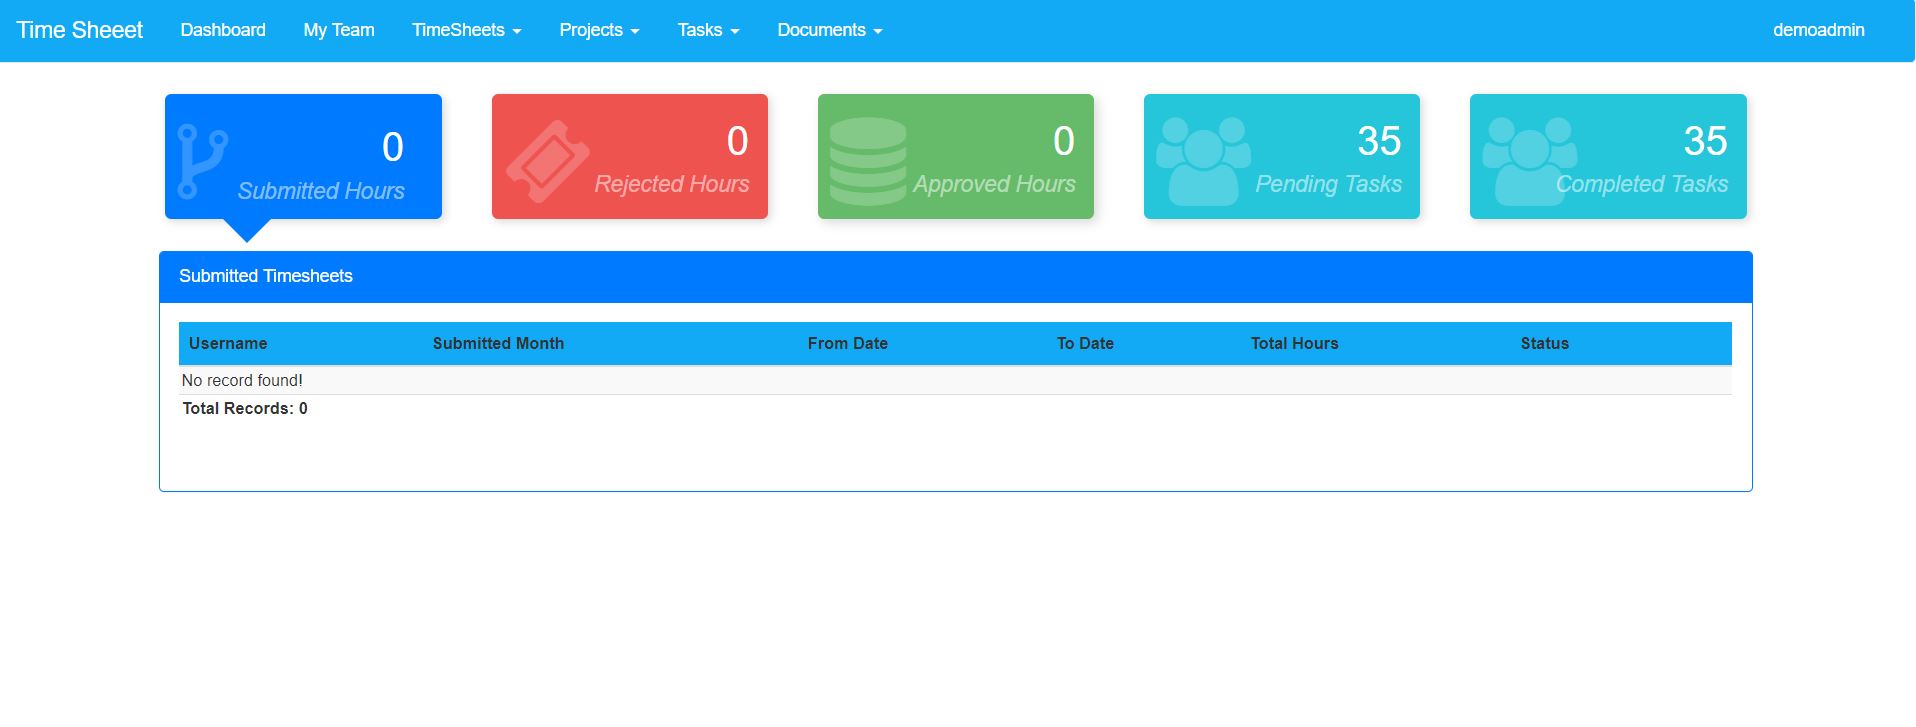 Time Sheeet Dashboard My Team TimeSheets Projects Tasks Documents demoadmin
0
Submitted Hours
0
Rejected Hours
0
Approved Hours
35
Pending Tasks
35
Completed Tasks
Submitted Timesheets
Username Submitted Month From Date To Date Total Hours Status
No record found!
Total Records: 0